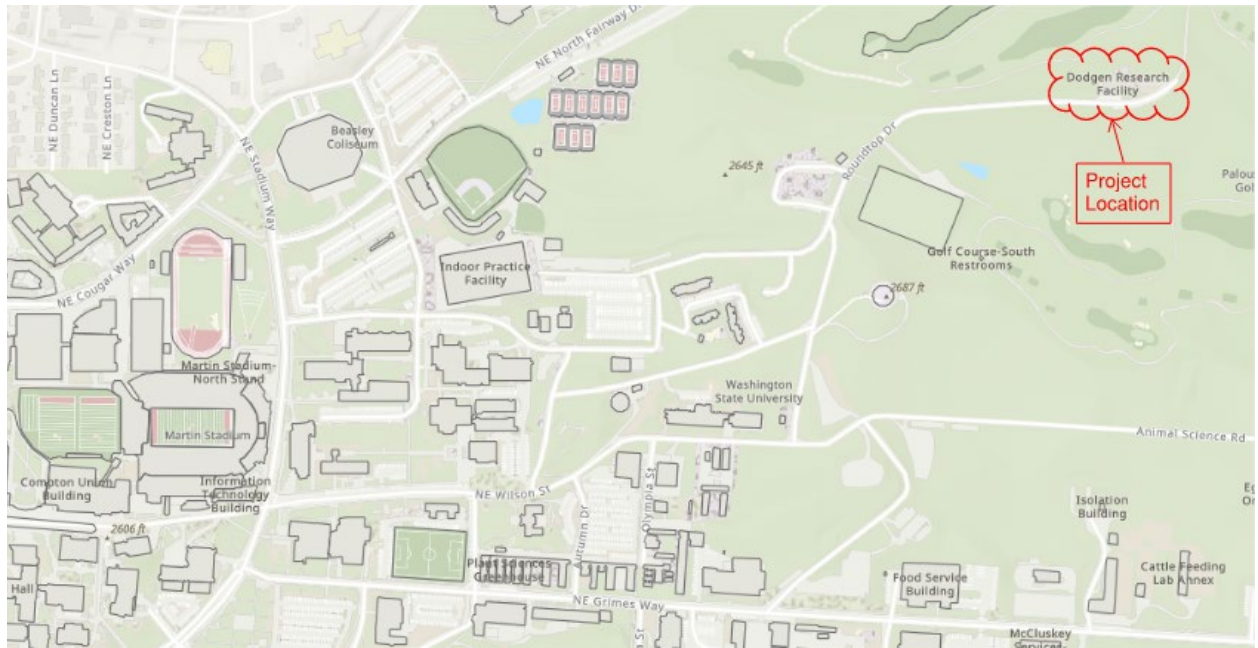 NE North Fairway Dr
Dodgen Research
Facility
NE Duncan Ln
NE Creston Ln
Beasley
Coliseum
NE Stadium Way
Roundtop Dr
2645 ft
Project
Location
Palou
Gol
Golf Course-South
Restrooms
Indoor Practice
Facility
2687 ft
NE Cougar Way
Martin Stadium-
North Stand
Washington
State University
Martin Stadium
Animal Science Rd
Compton Union
Building
Information
Technology
Building
NE Wilson St
Olympia St
Isolation
Building
Eg
Or
2606 ft
Autumn Dr
Plant Sciences
Greenhouse
Hall
Food Service
Building
Cattle Feeding
Lab Annex
NE Grimes Way
a St
McCluskey
Services-